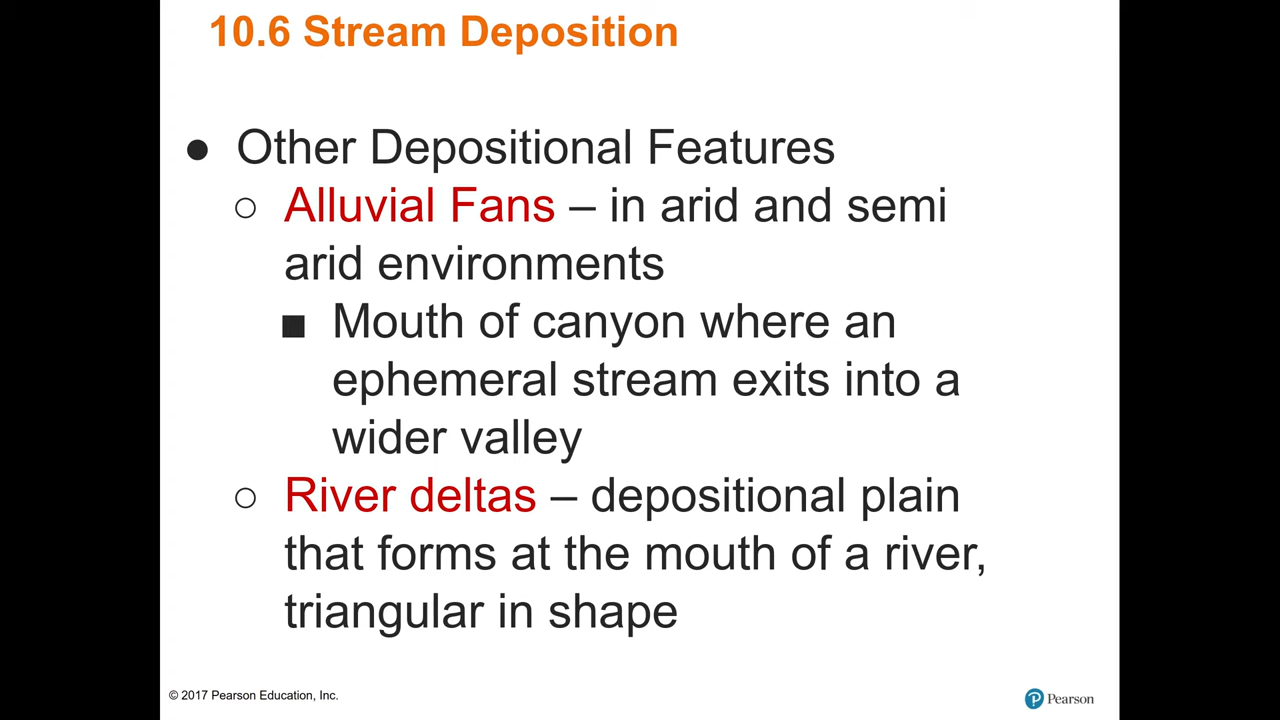 10.6 Stream Deposition
● Other Depositional Features
○ Alluvial Fans – in arid and semi
arid environments
■ Mouth of canyon where an
ephemeral stream exits into a
wider valley
○ River deltas – depositional plain
that forms at the mouth of a river,
triangular in shape
© 2017 Pearson Education, Inc.
P Pearson